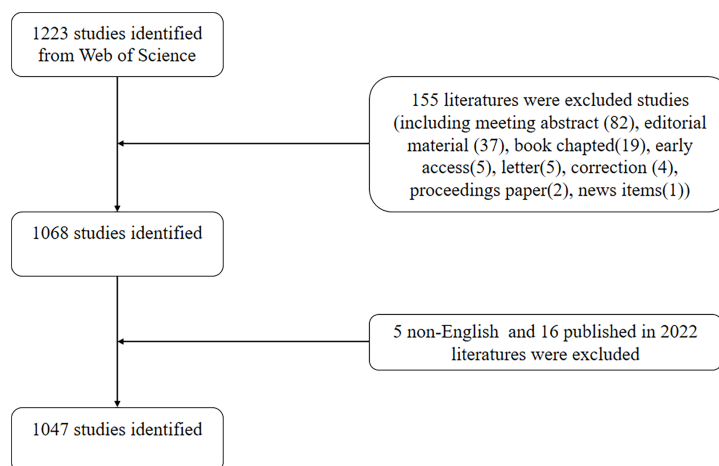 1223 studies identified
from Web of Science
155 literatures were excluded studies
(including meeting abstract (82), editorial
material (37), book chapted(19), early
access(5), letter(5), correction (4),
proceedings paper(2), news items(1))
1068 studies identified
5 non-English and 16 published in 2022
literatures were excluded
1047 studies identified